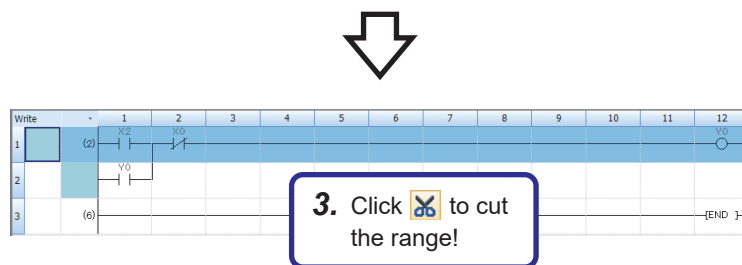 Write 1 2 3 4 5 6 7 8 9 10 11 12
X2 X0 Y0
1 (2)
Y0
2
3 (6) [END ]
3. Click to cut
the range!